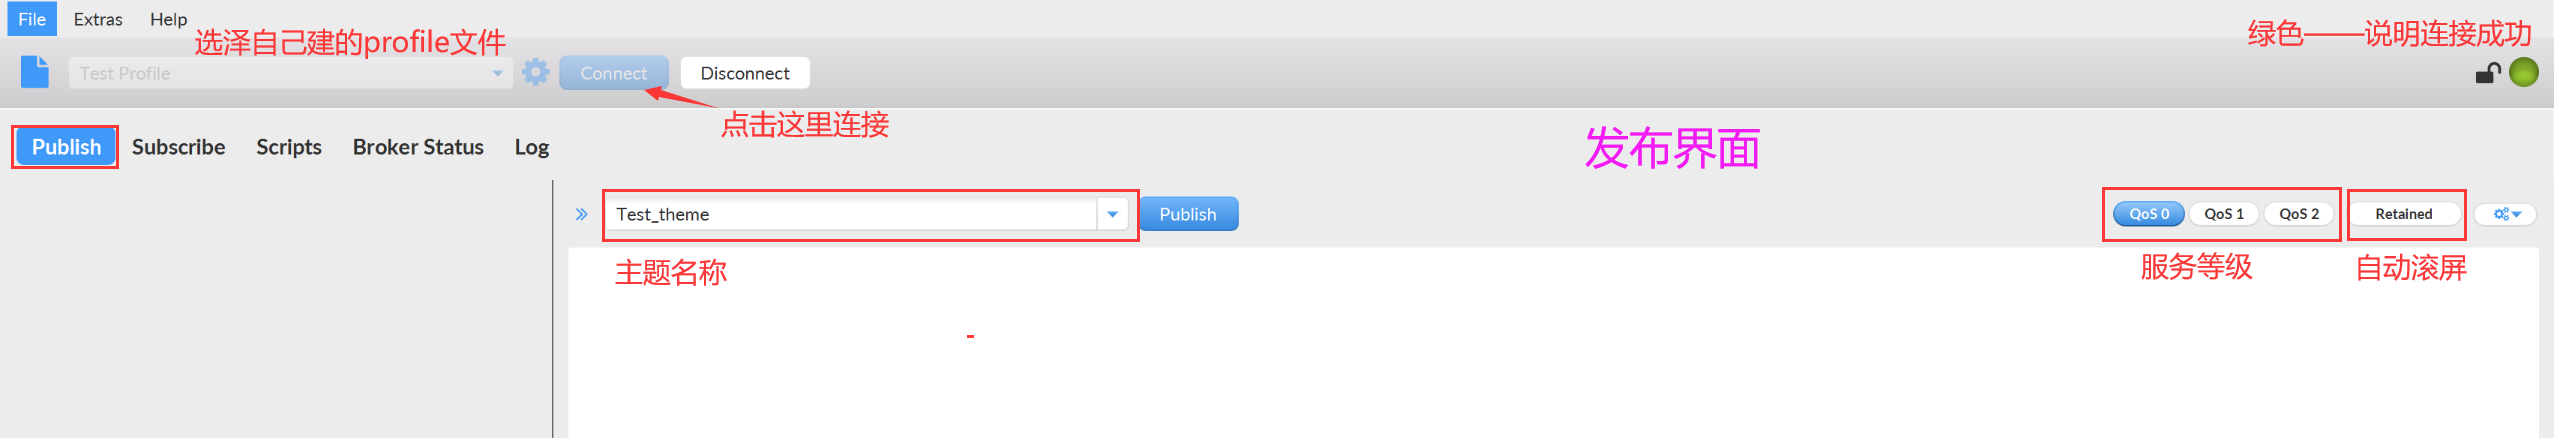 File Extras Help
选泽自己建的profile文件
绿色——说明连接成功
Test Profile Connect Disconnect
点击这里连接
发布界面
Publish Subscribe Scripts Broker Status Log
Test_theme Publish QoS 0 QoS 1 QoS 2 Retained
主题名称
服务等级
自动滚屏